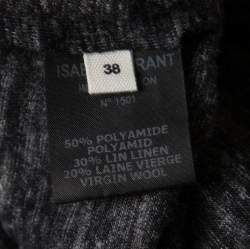 ISAB RANT
38
N° 1501
50% POLYAMIDE
POLYAMID
30% LIN LINEN
20% LAINE VIERGE
VIRGIN WOOL